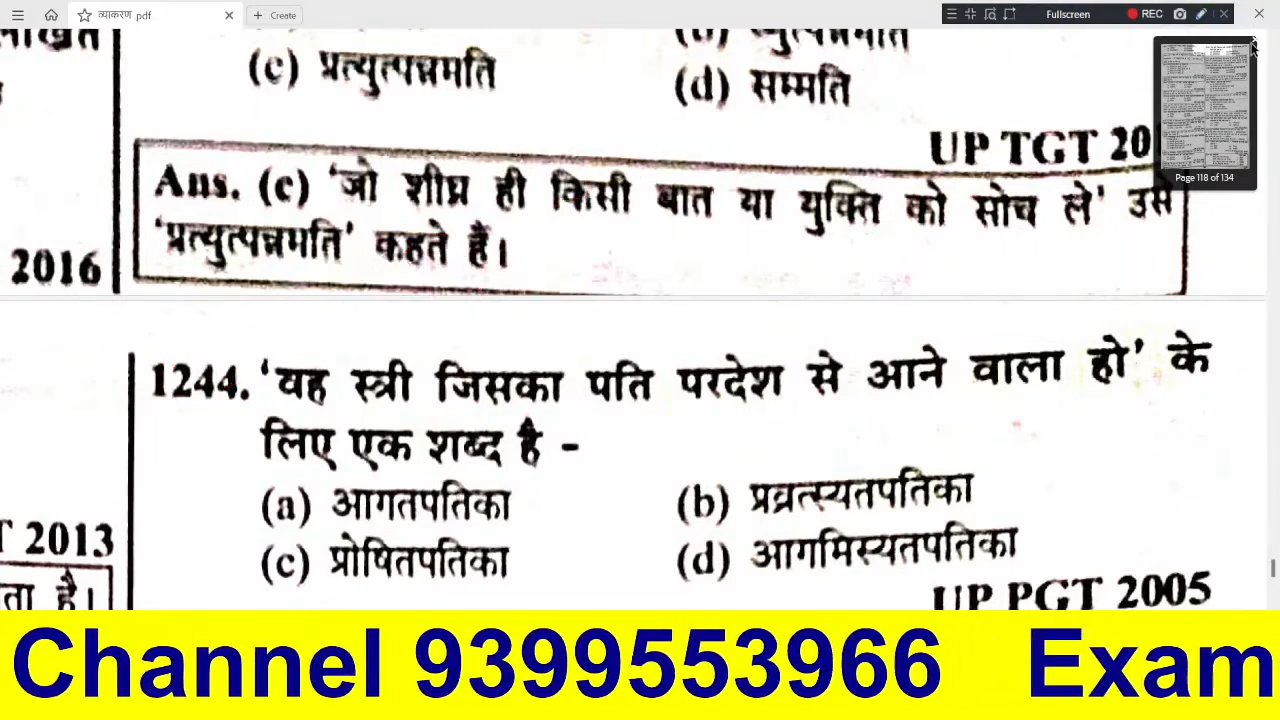 व्याकरण pdf
Create
Fullscreen
REC
(c) प्रत्युत्पन्नमति
(d) सम्मति
UP TGT 20
Page 118 of 134
Ans. (c) ‘जो शीघ्र ही किसी बात या युक्ति को सोच ले’ उसे
‘प्रत्युत्पन्नमति’ कहते हैं।
2016
1244. ‘यह स्त्री जिसका पति परदेश से आने वाला हो’ के
लिए एक शब्द है -
(a) आगतपतिका
(b) प्रव्रत्स्यतपतिका
(c) प्रोषितपतिका
(d) आगमिस्यतपतिका
T 2013
ता है।
UP PGT 2005
Channel 9399553966 Exam